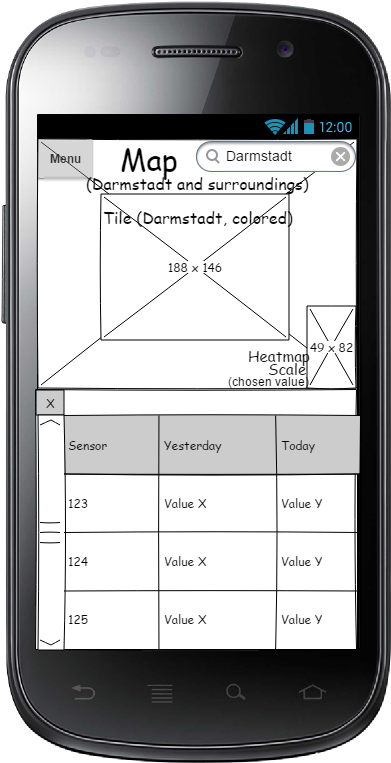 12:00
Menu
Map
Darmstadt
(Darmstadt and surroundings)
Tile (Darmstadt, colored)
188 x 146
Heatmap
Scale
(chosen value)
49 x 82
X
Sensor Yesterday Today
123 Value X Value Y
124 Value X Value Y
125 Value X Value Y